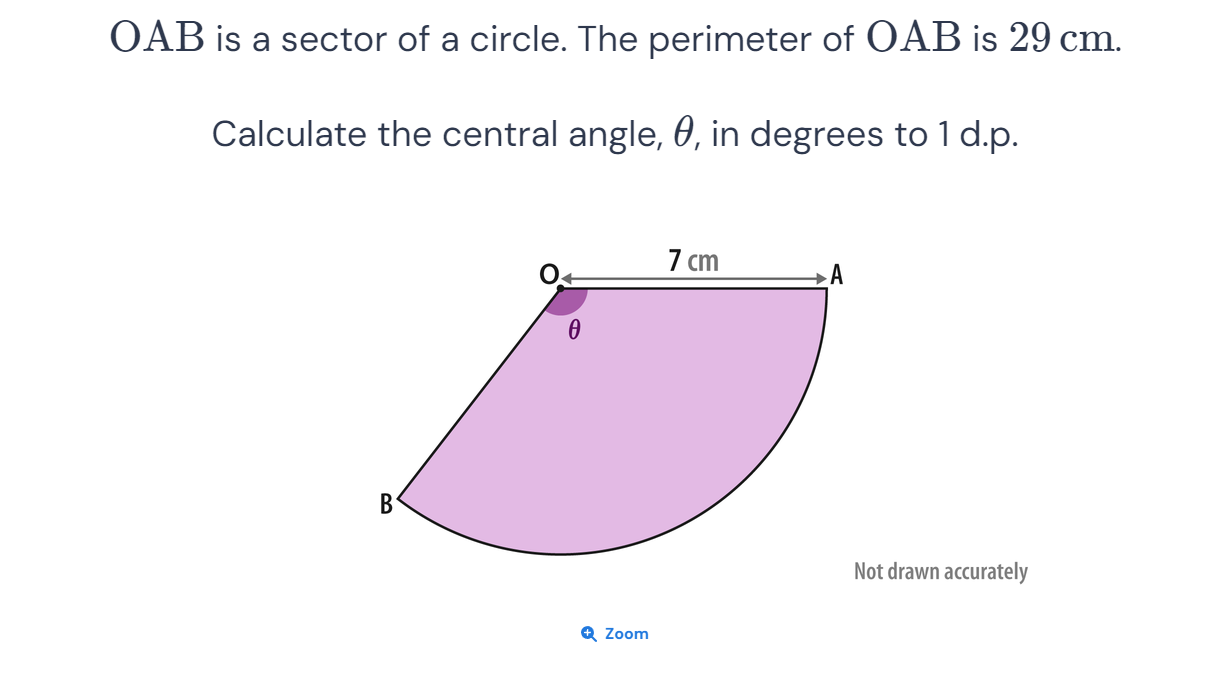 OAB is a sector of a circle. The perimeter of OAB is 29 cm.
Calculate the central angle, θ, in degrees to 1 d.p.
7 cm
O
A
θ
B
Not drawn accurately
Zoom